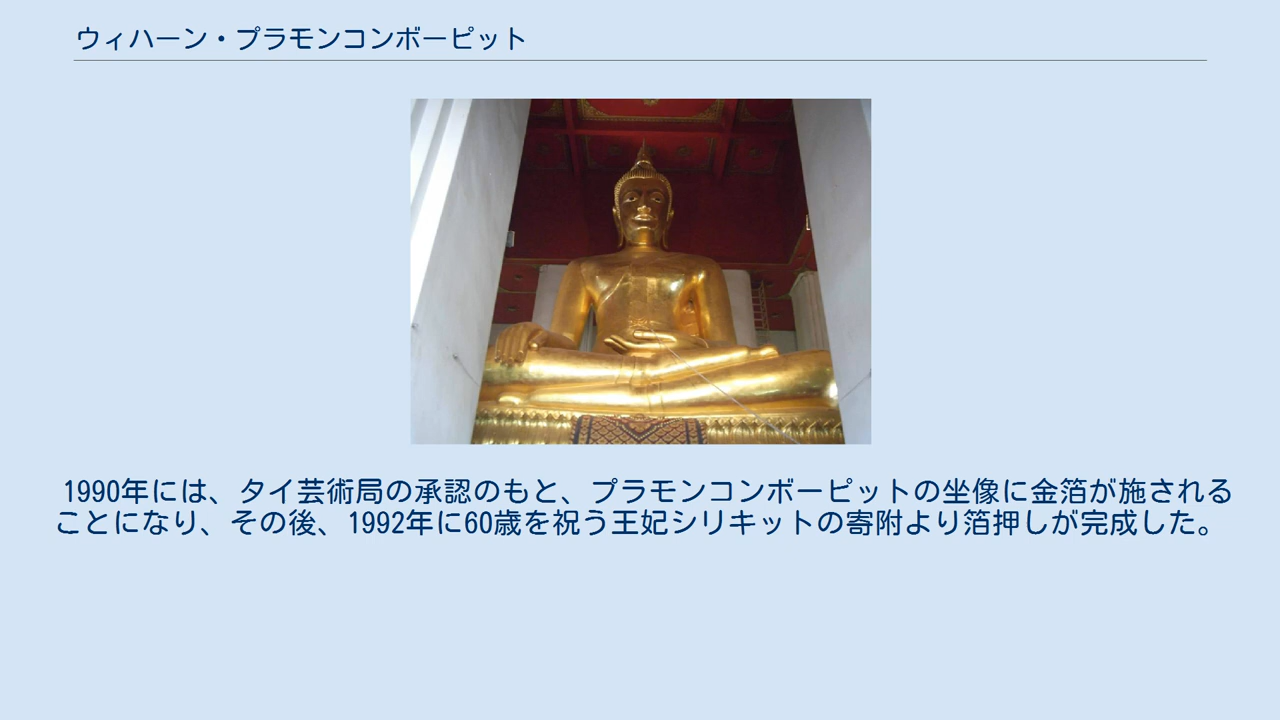 ウィハーン・プラモンコンボーピット
1990年には、タイ芸術局の承認のもと、プラモンコンボーピットの坐像に金箔が施される
ことになり、その後、1992年に60歳を祝う王妃シリキットの寄附より箔押しが完成した。